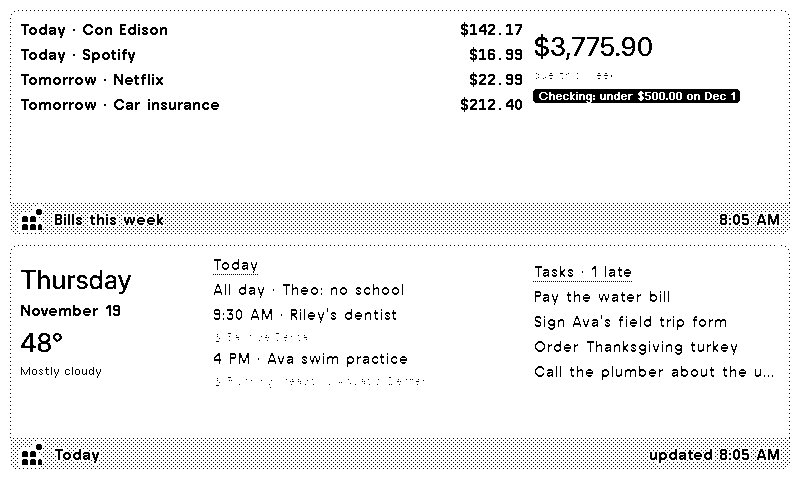 Today · Con Edison $142.17
Today · Spotify $16.99
Tomorrow · Netflix $22.99
Tomorrow · Car insurance $212.40
$3,775.90
due this week
Checking: under $500.00 on Dec 1
Bills this week 8:05 AM
Thursday
November 19
48°
Mostly cloudy
Today
All day · Theo: no school
9:30 AM · Riley's dentist
4 PM · Ava swim practice
Tasks · 1 late
Pay the water bill
Sign Ava's field trip form
Order Thanksgiving turkey
Call the plumber about the u...
Today updated 8:05 AM